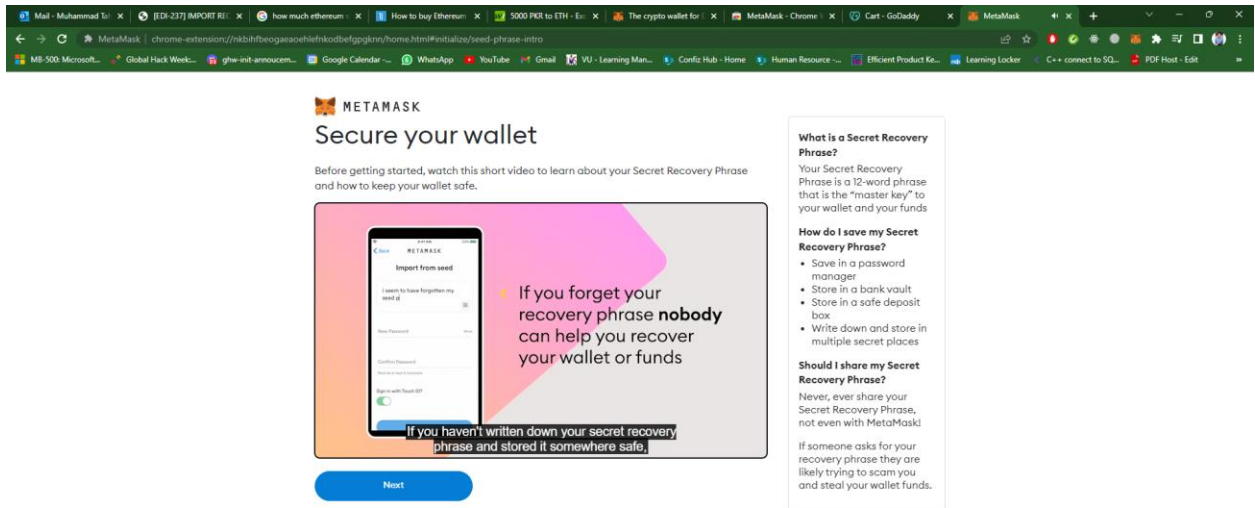 Mail - Muhammad Tal
[EDI-237] IMPORT REC
how much ethereum
How to buy Ethereum
5000 PKR to ETH - Exc
The crypto wallet for
MetaMask - Chrome
Cart - GoDaddy
MetaMask
MetaMask | chrome-extension://nkbihfbeogaeaoehlefnkodbefgpgknn/home.html#initialize/seed-phrase-intro
MB-500: Microsoft...
Global Hack Week:...
ghw-init-annoucem...
Google Calendar -...
WhatsApp
YouTube
Gmail
VU - Learning Man...
Confiz Hub - Home
Human Resource -...
Efficient Product Ke...
Learning Locker
C++ connect to SQ...
PDF Host - Edit
METAMASK
Secure your wallet
Before getting started, watch this short video to learn about your Secret Recovery Phrase
and how to keep your wallet safe.
METAMASK
Import from seed
i seem to have forgotten my
seed p
New Password
Confirm Password
Sign in with Touch ID?
If you forget your
recovery phrase nobody
can help you recover
your wallet or funds
If you haven't written down your secret recovery
phrase and stored it somewhere safe,
Next
What is a Secret Recovery
Phrase?
Your Secret Recovery
Phrase is a 12-word phrase
that is the "master key" to
your wallet and your funds
How do I save my Secret
Recovery Phrase?
• Save in a password
manager
• Store in a bank vault
• Store in a safe deposit
box
• Write down and store in
multiple secret places
Should I share my Secret
Recovery Phrase?
Never, ever share your
Secret Recovery Phrase,
not even with MetaMask!
If someone asks for your
recovery phrase they are
likely trying to scam you
and steal your wallet funds.